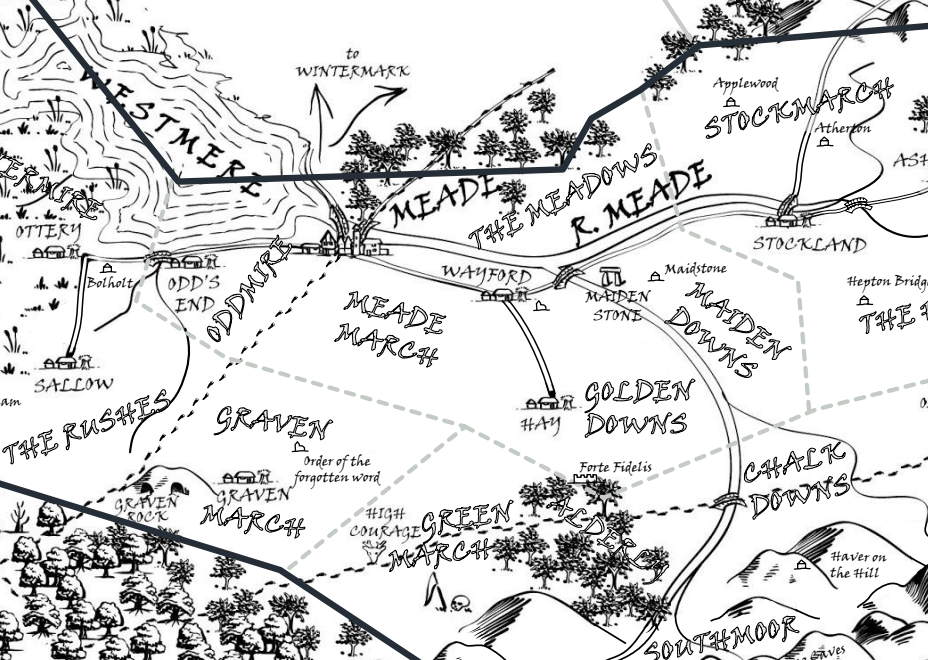 to
WINTERMARK
WESTMERE
Applewood
STOCKMARCH
Atherton
MEADE
THE MEADOWS
R. MEADE
STOCKLAND
OTTERY
Bolholt
ODD'S
END
ODDMIRE
WAYFORD
MAIDEN
STONE
Maidstone
MAIDEN
DOWNS
Hepton Bridge
MEADE
MARCH
SALLOW
HAY
GOLDEN
DOWNS
THE RUSHES
GRAVEN
Order of the
forgotten word
GRAVEN
ROCK
GRAVEN
MARCH
HIGH
COURAGE
GREEN
MARCH
Forte Fidelis
CHALK
DOWNS
Haver on
the Hill
SOUTHMOOR